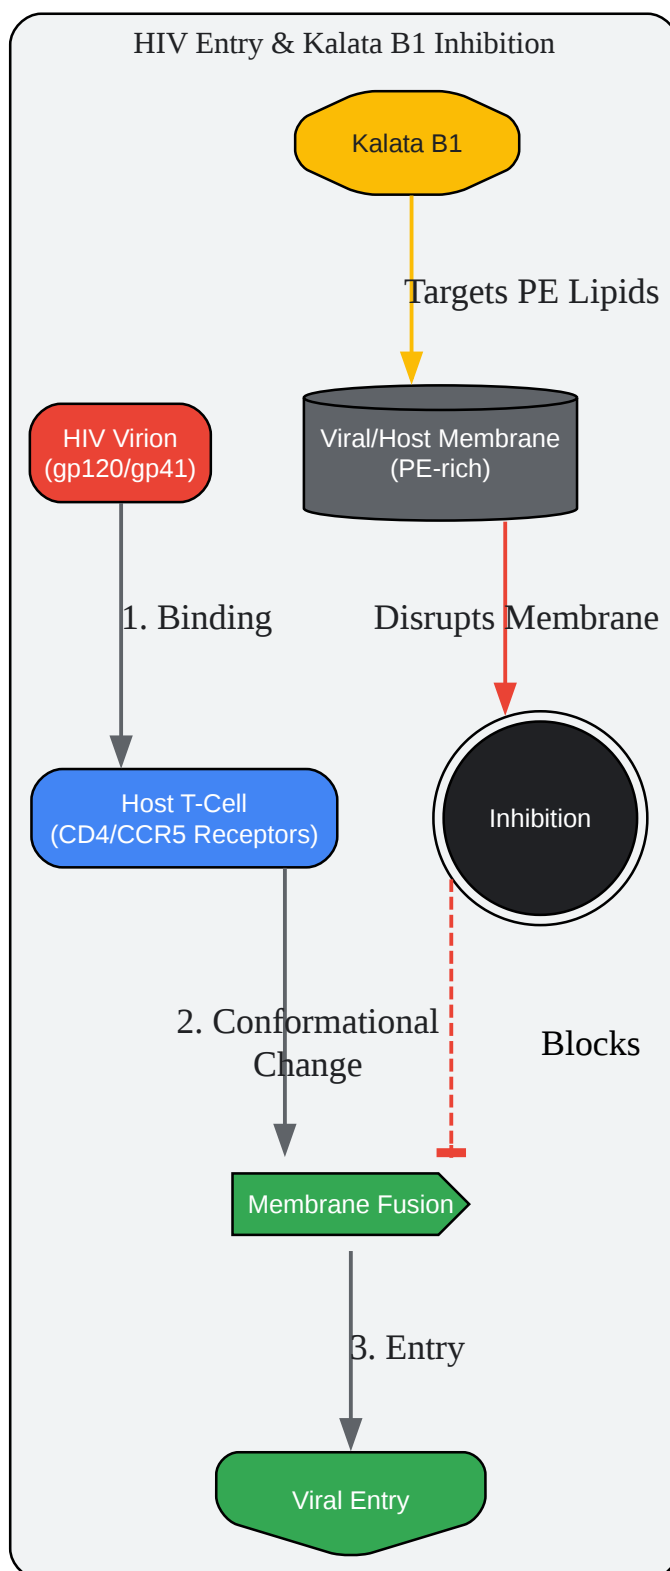 HIV Entry & Kalata B1 Inhibition
Kalata B1
Targets PE Lipids
HIV Virion
(gp120/gp41)
Viral/Host Membrane
(PE-rich)
1. Binding
Disrupts Membrane
Host T-Cell
(CD4/CCR5 Receptors)
Inhibition
2. Conformational
Change
Blocks
Membrane Fusion
3. Entry
Viral Entry